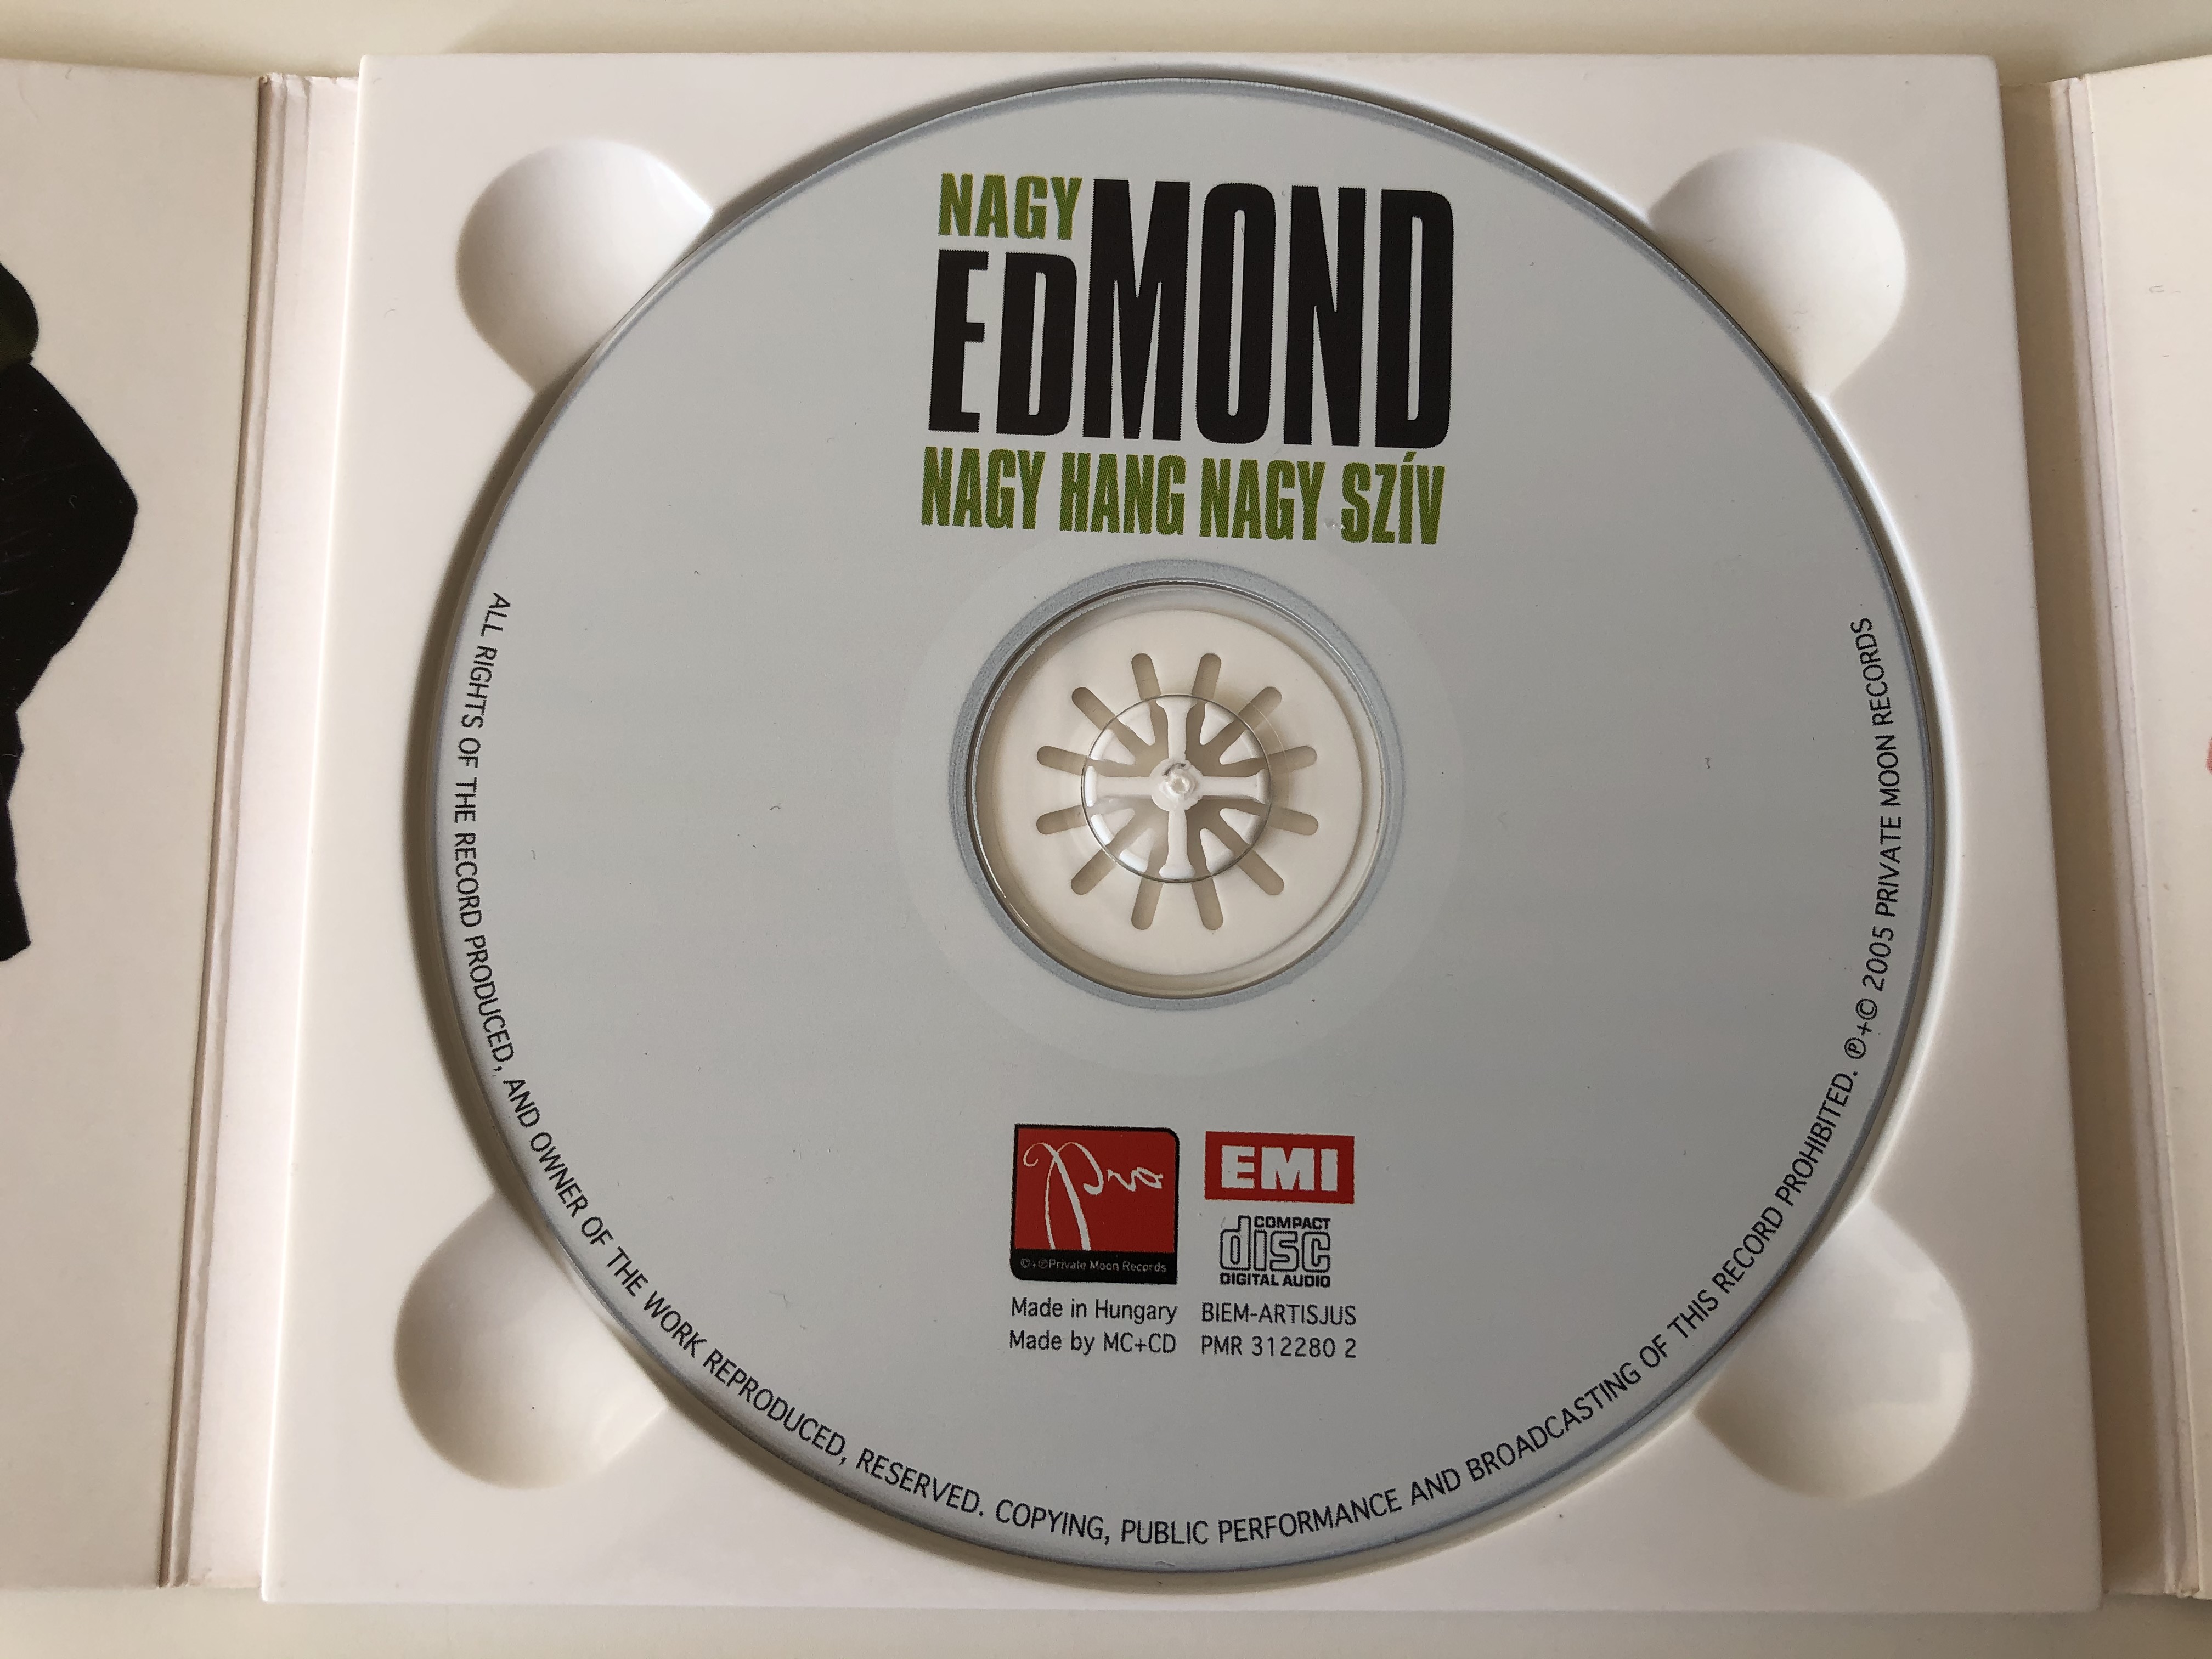 NAGY
EDMOND
NAGY HANG NAGY SZÍV
Pro
©+℗Private Moon Records
EMI
COMPACT
disc
DIGITAL AUDIO
Made in Hungary
Made by MC+CD
BIEM-ARTISJUS
PMR 312280 2
ALL RIGHTS OF THE RECORD PRODUCED, AND OWNER OF THE WORK REPRODUCED, RESERVED. COPYING, PUBLIC PERFORMANCE AND BROADCASTING OF THIS RECORD PROHIBITED. ℗+© 2005 PRIVATE MOON RECORDS